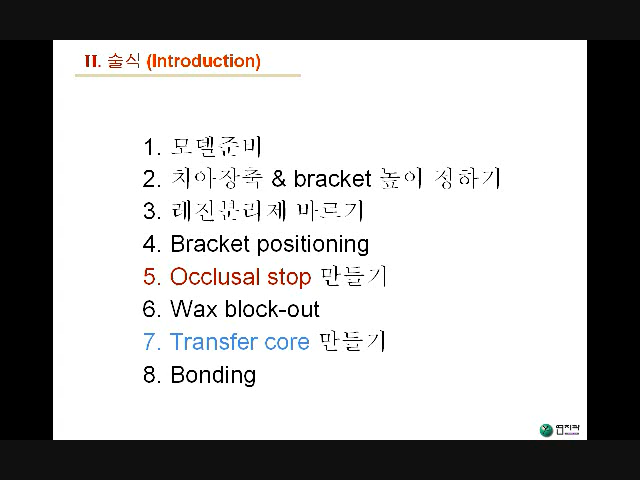 II. 술식 (Introduction)
1. 모델준비
2. 치아장축 & bracket 높이 정하기
3. 레진분리제 바르기
4. Bracket positioning
5. Occlusal stop 만들기
6. Wax block-out
7. Transfer core 만들기
8. Bonding